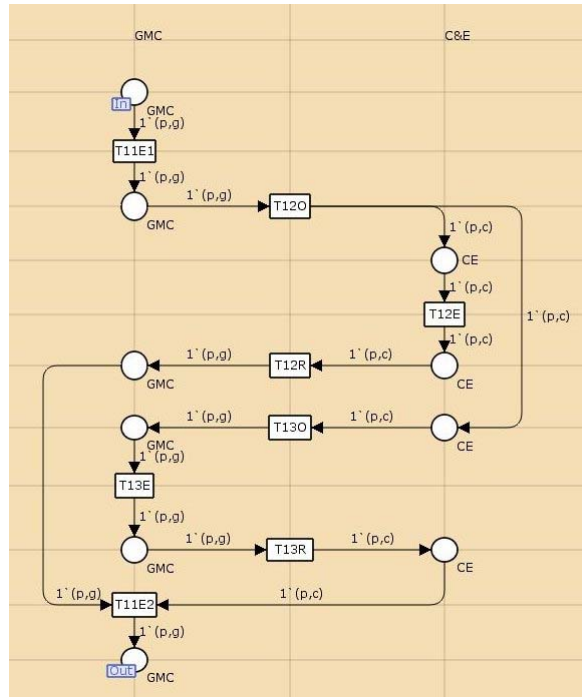 GMC C&E
GMC
In
1`(p,g)
T11E1
1`(p,g)
1`(p,g) T12O
GMC
1`(p,c)
CE
1`(p,c)
T12E 1`(p,c)
1`(p,c)
1`(p,g) T12R 1`(p,c)
GMC CE
1`(p,g) T13O 1`(p,c)
GMC CE
1`(p,g)
T13E
1`(p,g)
1`(p,g) T13R 1`(p,c)
GMC CE
1`(p,g) T11E2 1`(p,c)
1`(p,g)
Out GMC